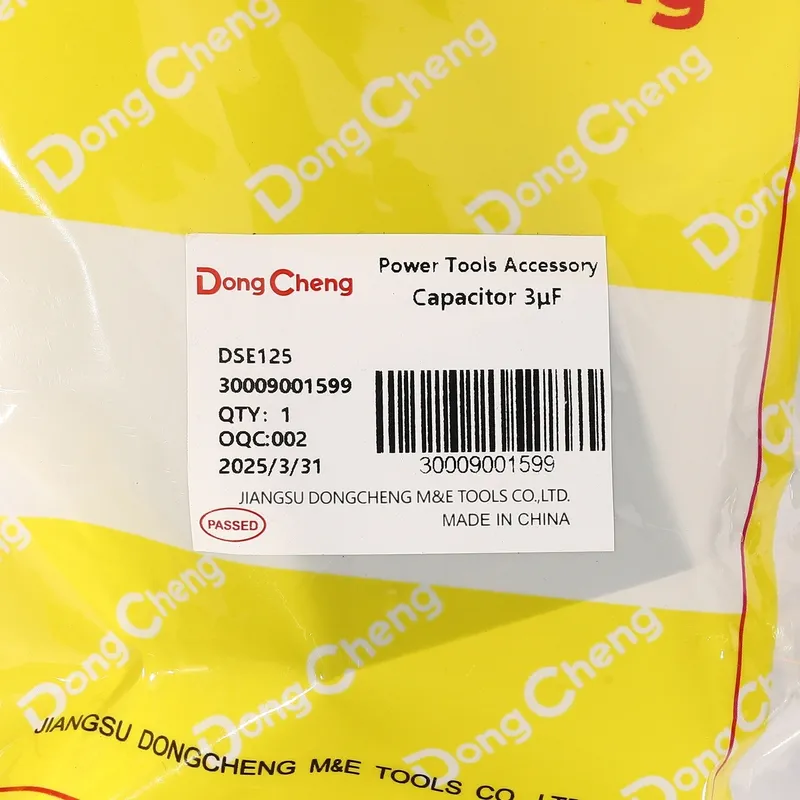 Dong Cheng
Dong Cheng
Dong Cheng
DongCheng
Power Tools Accessory
Capacitor 3µF
DSE125
30009001599
QTY: 1
OQC:002
2025/3/31
30009001599
JIANGSU DONGCHENG M&E TOOLS CO.,LTD.
PASSED
MADE IN CHINA
Dong Cheng
Dong Cheng
Dong Cheng
JIANGSU DONGCHENG M&E TOOLS CO